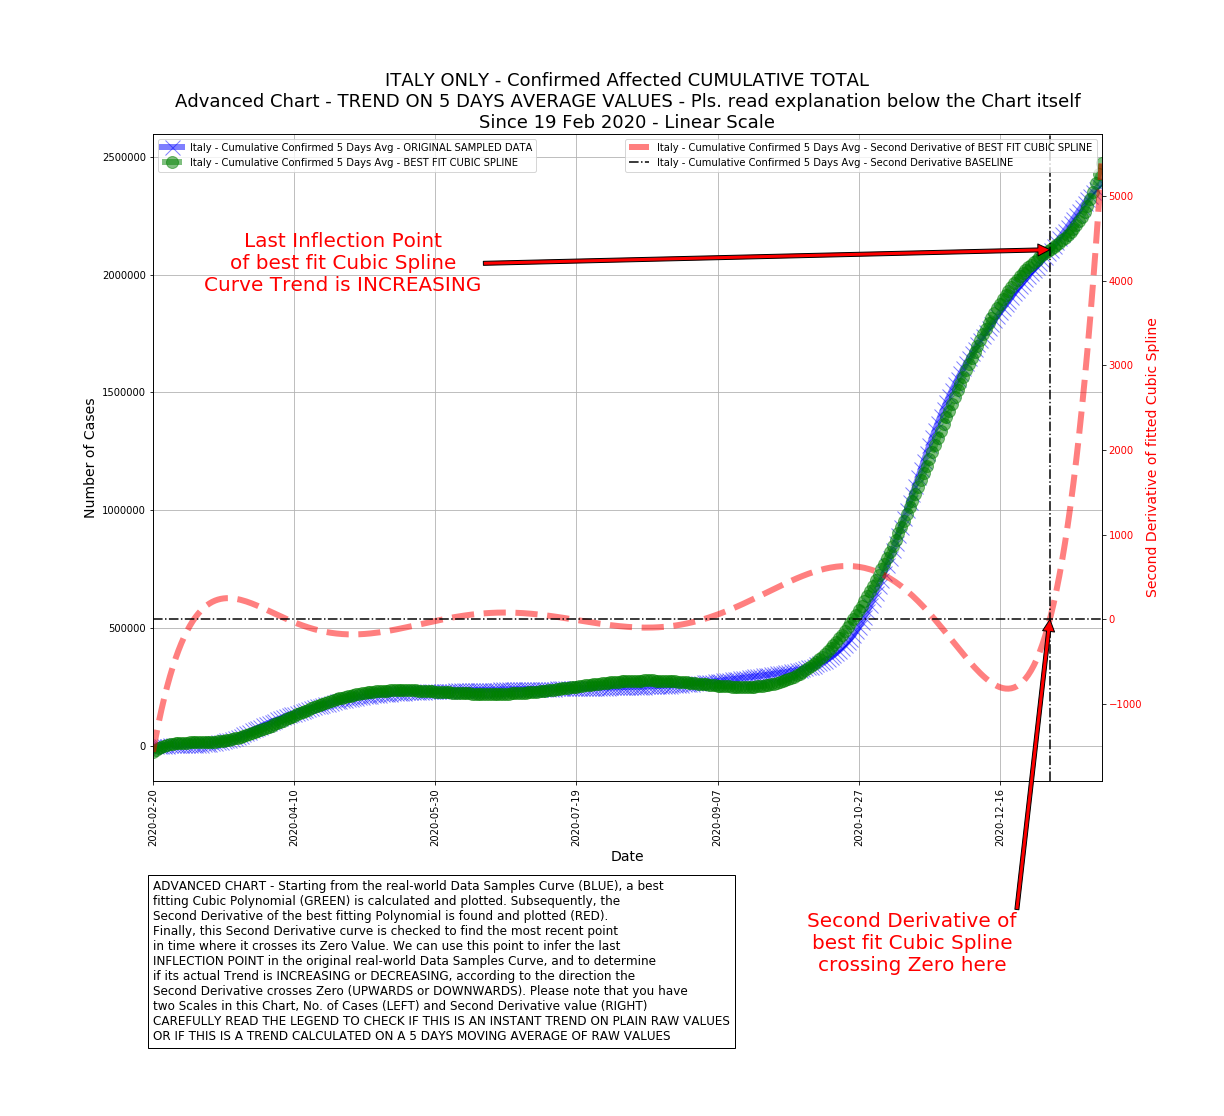 ITALY ONLY - Confirmed Affected CUMULATIVE TOTAL
Advanced Chart - TREND ON 5 DAYS AVERAGE VALUES - Pls. read explanation below the Chart itself
Since 19 Feb 2020 - Linear Scale
Italy - Cumulative Confirmed 5 Days Avg - ORIGINAL SAMPLED DATA
Italy - Cumulative Confirmed 5 Days Avg - BEST FIT CUBIC SPLINE
Italy - Cumulative Confirmed 5 Days Avg - Second Derivative of BEST FIT CUBIC SPLINE
Italy - Cumulative Confirmed 5 Days Avg - Second Derivative BASELINE
Last Inflection Point
of best fit Cubic Spline
Curve Trend is INCREASING
Number of Cases
2500000
2000000
1500000
1000000
500000
0
5000
4000
3000
2000
1000
0
−1000
Second Derivative of fitted Cubic Spline
2020-02-20
2020-04-10
2020-05-30
2020-07-19
2020-09-07
2020-10-27
2020-12-16
Date
ADVANCED CHART - Starting from the real-world Data Samples Curve (BLUE), a best
fitting Cubic Polynomial (GREEN) is calculated and plotted. Subsequently, the
Second Derivative of the best fitting Polynomial is found and plotted (RED).
Finally, this Second Derivative curve is checked to find the most recent point
in time where it crosses its Zero Value. We can use this point to infer the last
INFLECTION POINT in the original real-world Data Samples Curve, and to determine
if its actual Trend is INCREASING or DECREASING, according to the direction the
Second Derivative crosses Zero (UPWARDS or DOWNWARDS). Please note that you have
two Scales in this Chart, No. of Cases (LEFT) and Second Derivative value (RIGHT)
CAREFULLY READ THE LEGEND TO CHECK IF THIS IS AN INSTANT TREND ON PLAIN RAW VALUES
OR IF THIS IS A TREND CALCULATED ON A 5 DAYS MOVING AVERAGE OF RAW VALUES
Second Derivative of
best fit Cubic Spline
crossing Zero here